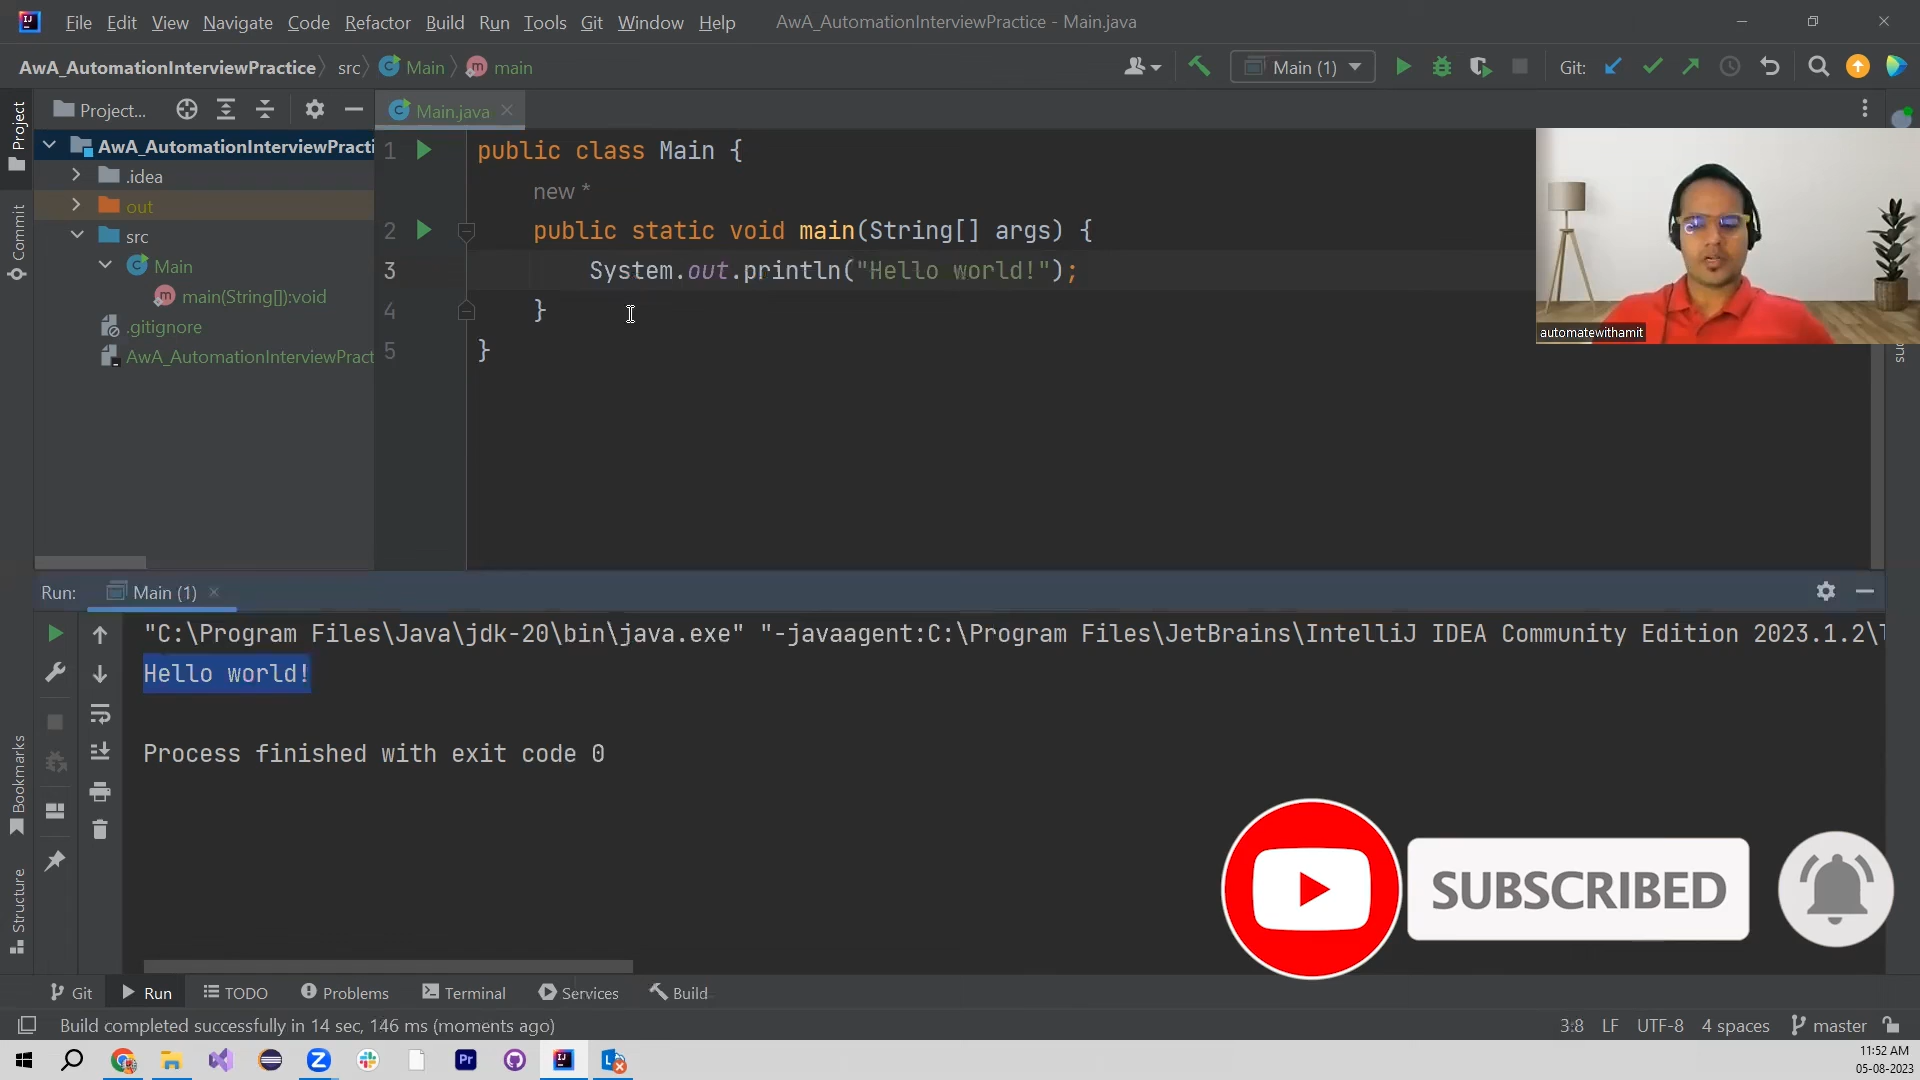 File Edit View Navigate Code Refactor Build Run Tools Git Window Help AwA_AutomationInterviewPractice - Main.java
AwA_AutomationInterviewPractice src Main main Main (1) Git:
Project... Main.java
Project
Commit
Bookmarks
Structure
AwA_AutomationInterviewPracti
.idea
out
src
Main
main(String[]):void
.gitignore
AwA_AutomationInterviewPract
1 public class Main {
new *
2 public static void main(String[] args) {
3 System.out.println("Hello world!");
4 }
5 }
automatewithamit
ons
Run: Main (1)
"C:\Program Files\Java\jdk-20\bin\java.exe" "-javaagent:C:\Program Files\JetBrains\IntelliJ IDEA Community Edition 2023.1.2\
Hello world!
Process finished with exit code 0
SUBSCRIBED
Git Run TODO Problems Terminal Services Build
Build completed successfully in 14 sec, 146 ms (moments ago) 3:8 LF UTF-8 4 spaces master
Pr
11:52 AM
05-08-2023